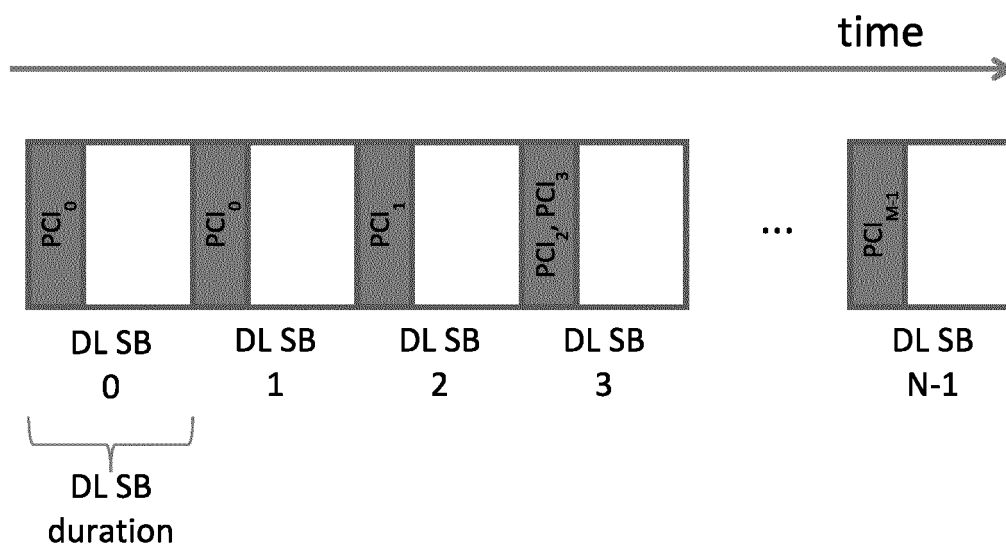 time
PCI₀
PCI₀
PCI₁
PCI₂, PCI₃
...
PCI_M-1
DL SB
0
DL SB
1
DL SB
2
DL SB
3
DL SB
N-1
DL SB
duration